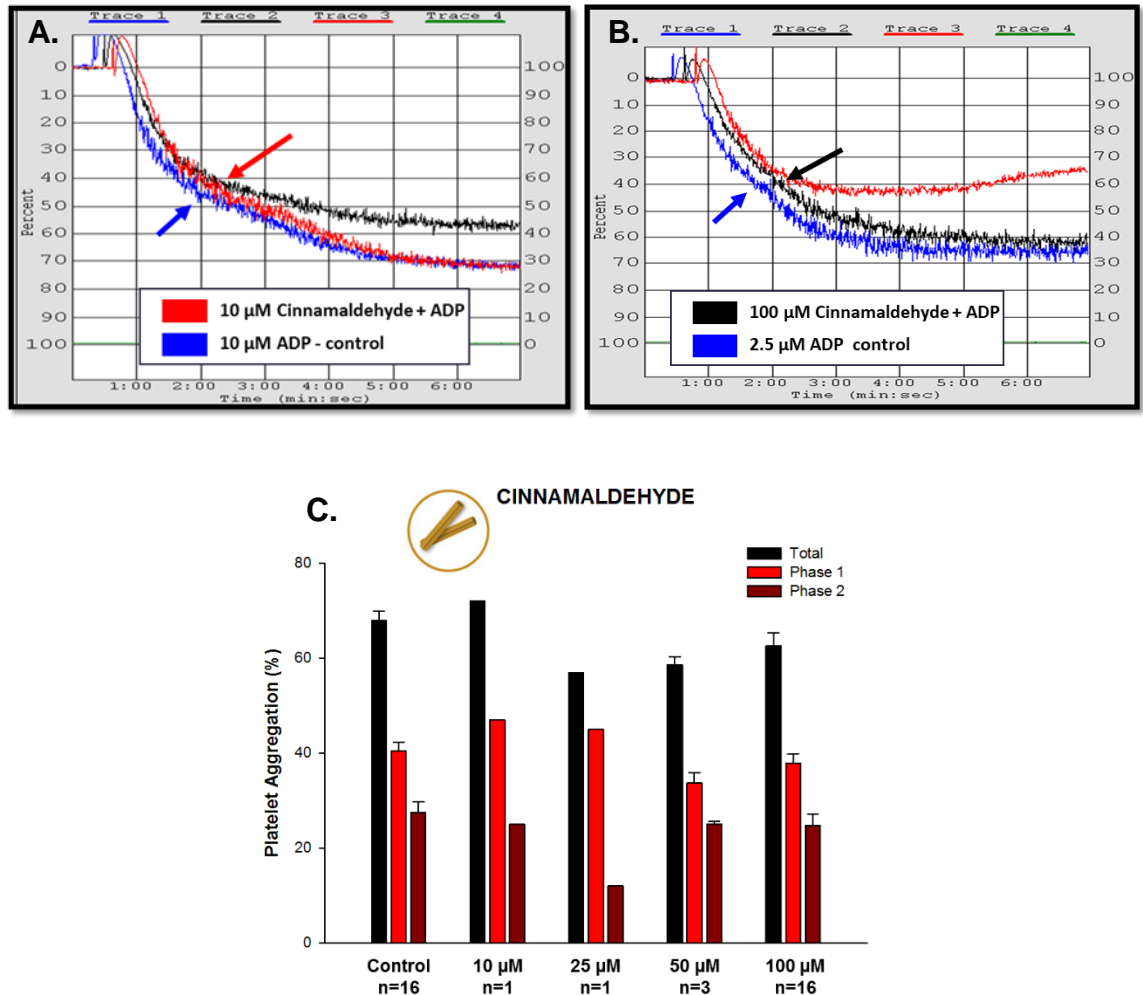 A.
Trace 1 Trace 2 Trace 3 Trace 4
0 100
10 90
20 80
30 70
40 60
50 50
60 40
70 30
80 20
90 10
100 0
Percent
10 µM Cinnamaldehyde + ADP
10 µM ADP - control
1:00 2:00 3:00 4:00 5:00 6:00
Time (min:sec)
B.
Trace 1 Trace 2 Trace 3 Trace 4
0 100
10 90
20 80
30 70
40 60
50 50
60 40
70 30
80 20
90 10
100 0
Percent
100 µM Cinnamaldehyde + ADP
2.5 µM ADP control
1:00 2:00 3:00 4:00 5:00 6:00
Time (min:sec)
C.
CINNAMALDEHYDE
Total
Phase 1
Phase 2
Platelet Aggregation (%)
80
60
40
20
0
Control 10 µM 25 µM 50 µM 100 µM
n=16 n=1 n=1 n=3 n=16